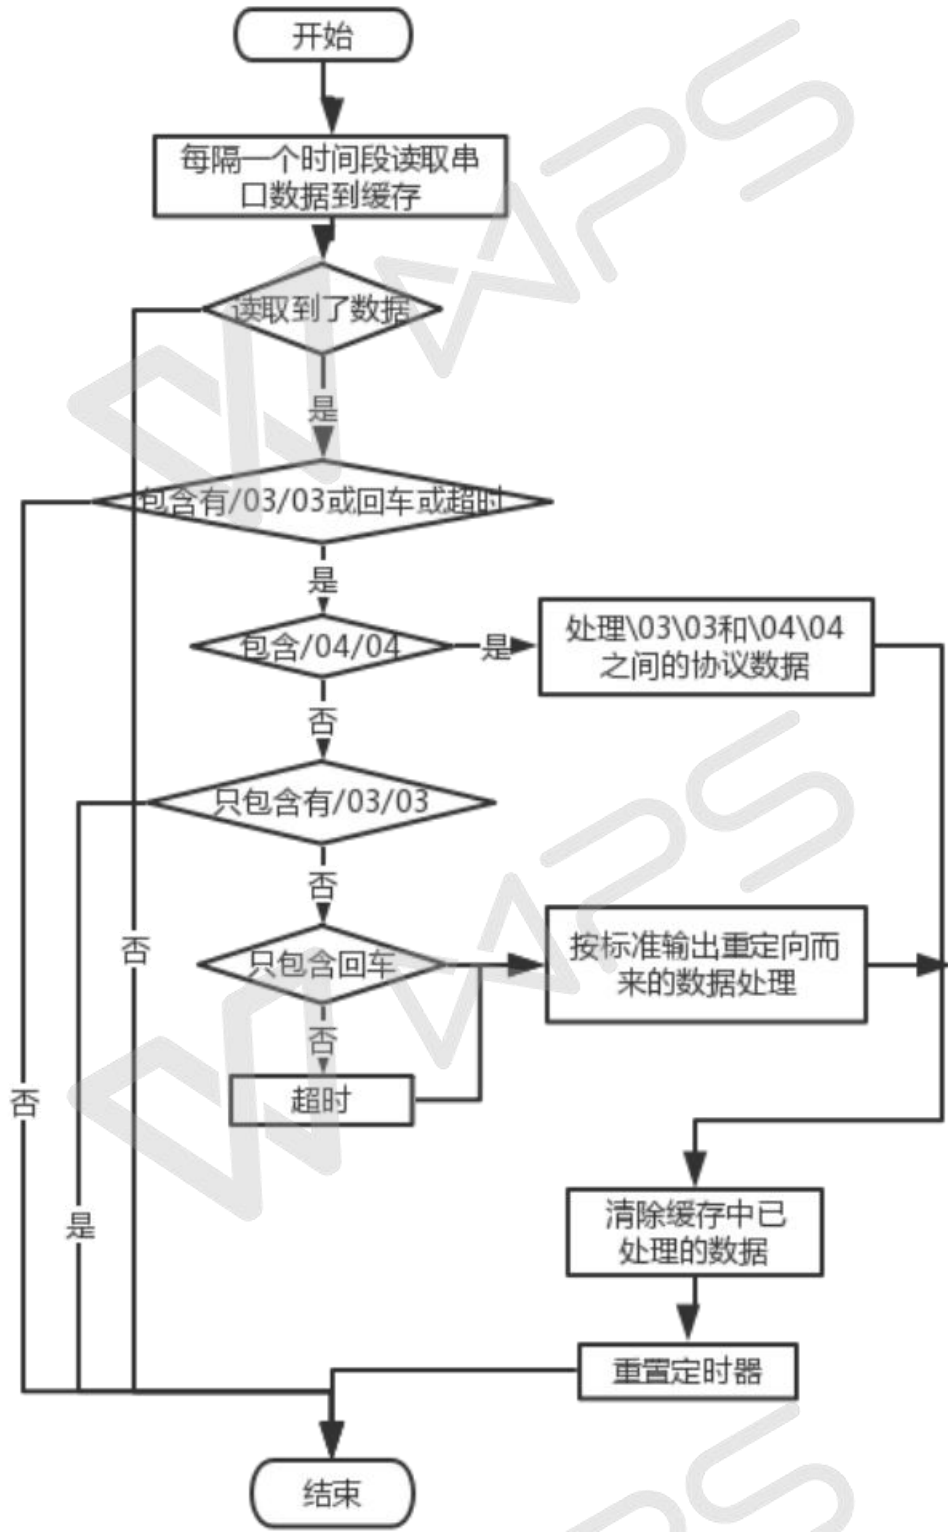 开始
每隔一个时间段读取串
口数据到缓存
读取到了数据
是
包含有/03/03或回车或超时
是
包含/04/04
是
处理\03\03和\04\04
之间的协议数据
否
只包含有/03/03
否
只包含回车
按标准输出重定向而
来的数据处理
否
否
超时
否
是
清除缓存中已
处理的数据
重置定时器
结束
WPS
WPS
PS